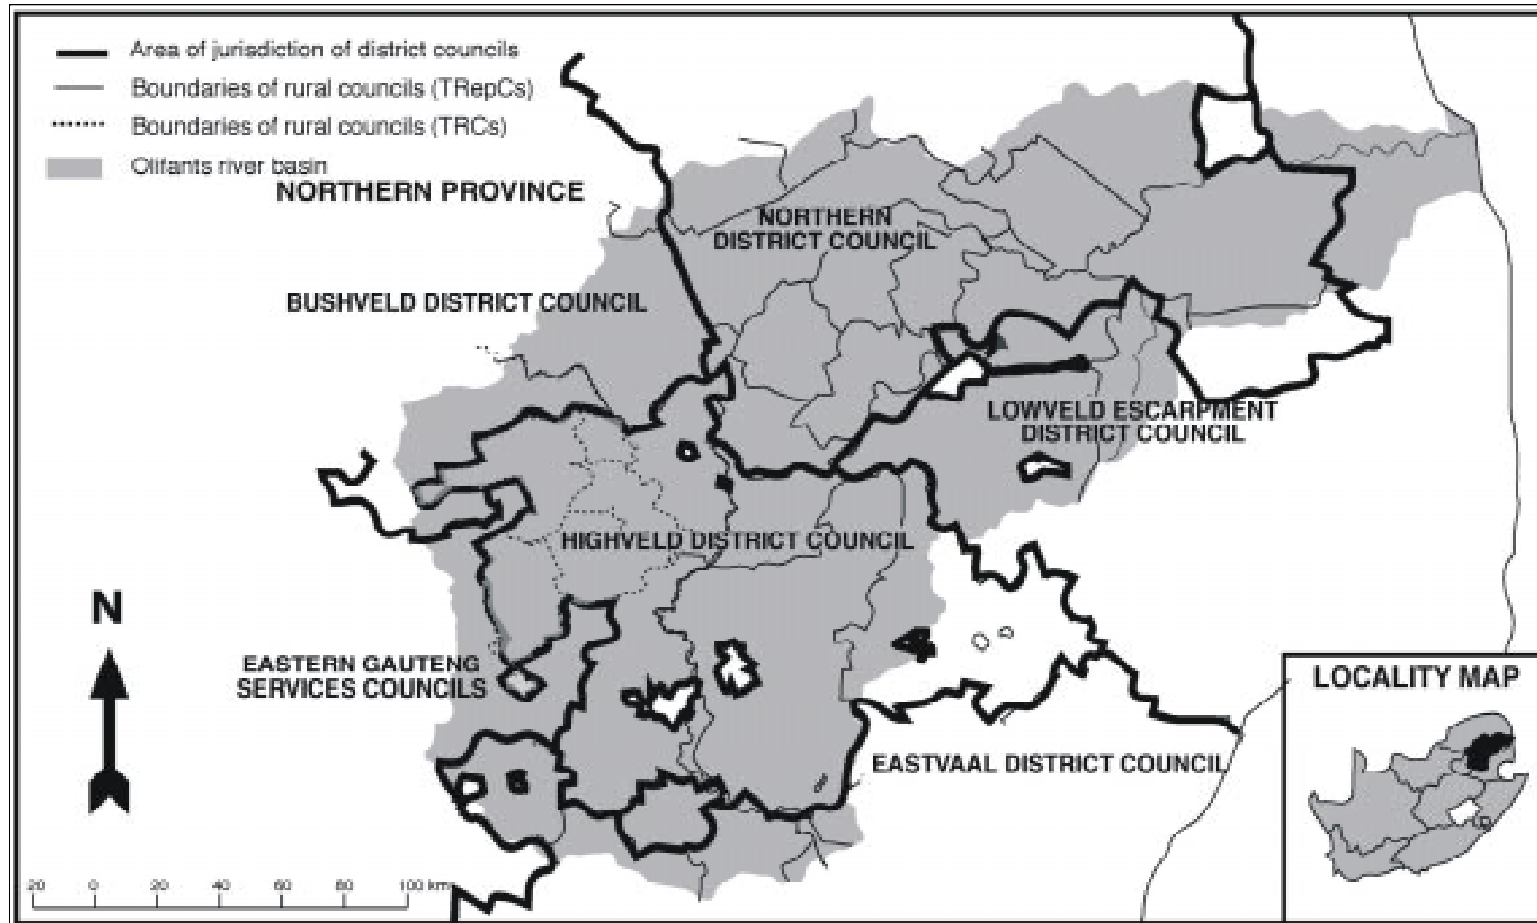 Area of jurisdiction of district councils
Boundaries of rural councils (TRepCs)
Boundaries of rural councils (TRCs)
Olifants river basin
NORTHERN PROVINCE
NORTHERN
DISTRICT COUNCIL
BUSHVELD DISTRICT COUNCIL
LOWVELD ESCARPMENT
DISTRICT COUNCIL
HIGHVELD DISTRICT COUNCIL
N
EASTERN GAUTENG
SERVICES COUNCILS
LOCALITY MAP
EASTVAAL DISTRICT COUNCIL
20 0 20 40 60 80 100 kms